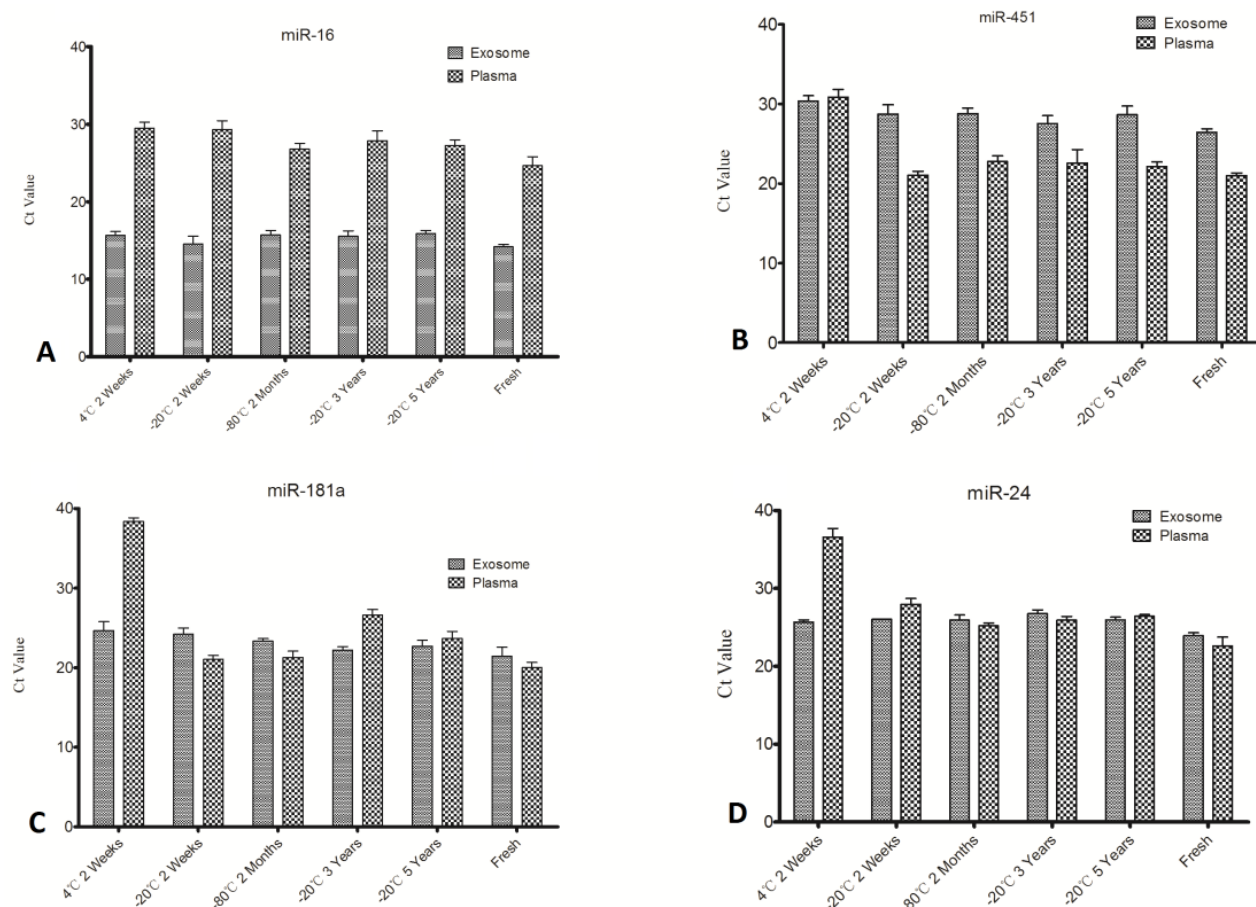 miR-16
Exosome
Plasma
40
30
20
10
0
Ct Value
A
4℃ 2 Weeks
-20℃ 2 Weeks
-80℃ 2 Months
-20℃ 3 Years
-20℃ 5 Years
Fresh
miR-451
Exosome
Plasma
40
30
20
10
0
Ct Value
B
4℃ 2 Weeks
-20℃ 2 Weeks
-80℃ 2 Months
-20℃ 3 Years
-20℃ 5 Years
Fresh
miR-181a
Exosome
Plasma
40
30
20
10
0
Ct Value
C
4℃ 2 Weeks
-20℃ 2 Weeks
-80℃ 2 Months
-20℃ 3 Years
-20℃ 5 Years
Fresh
miR-24
Exosome
Plasma
40
30
20
10
0
Ct Value
D
4℃ 2 Weeks
-20℃ 2 Weeks
80℃ 2 Months
-20℃ 3 Years
-20℃ 5 Years
Fresh